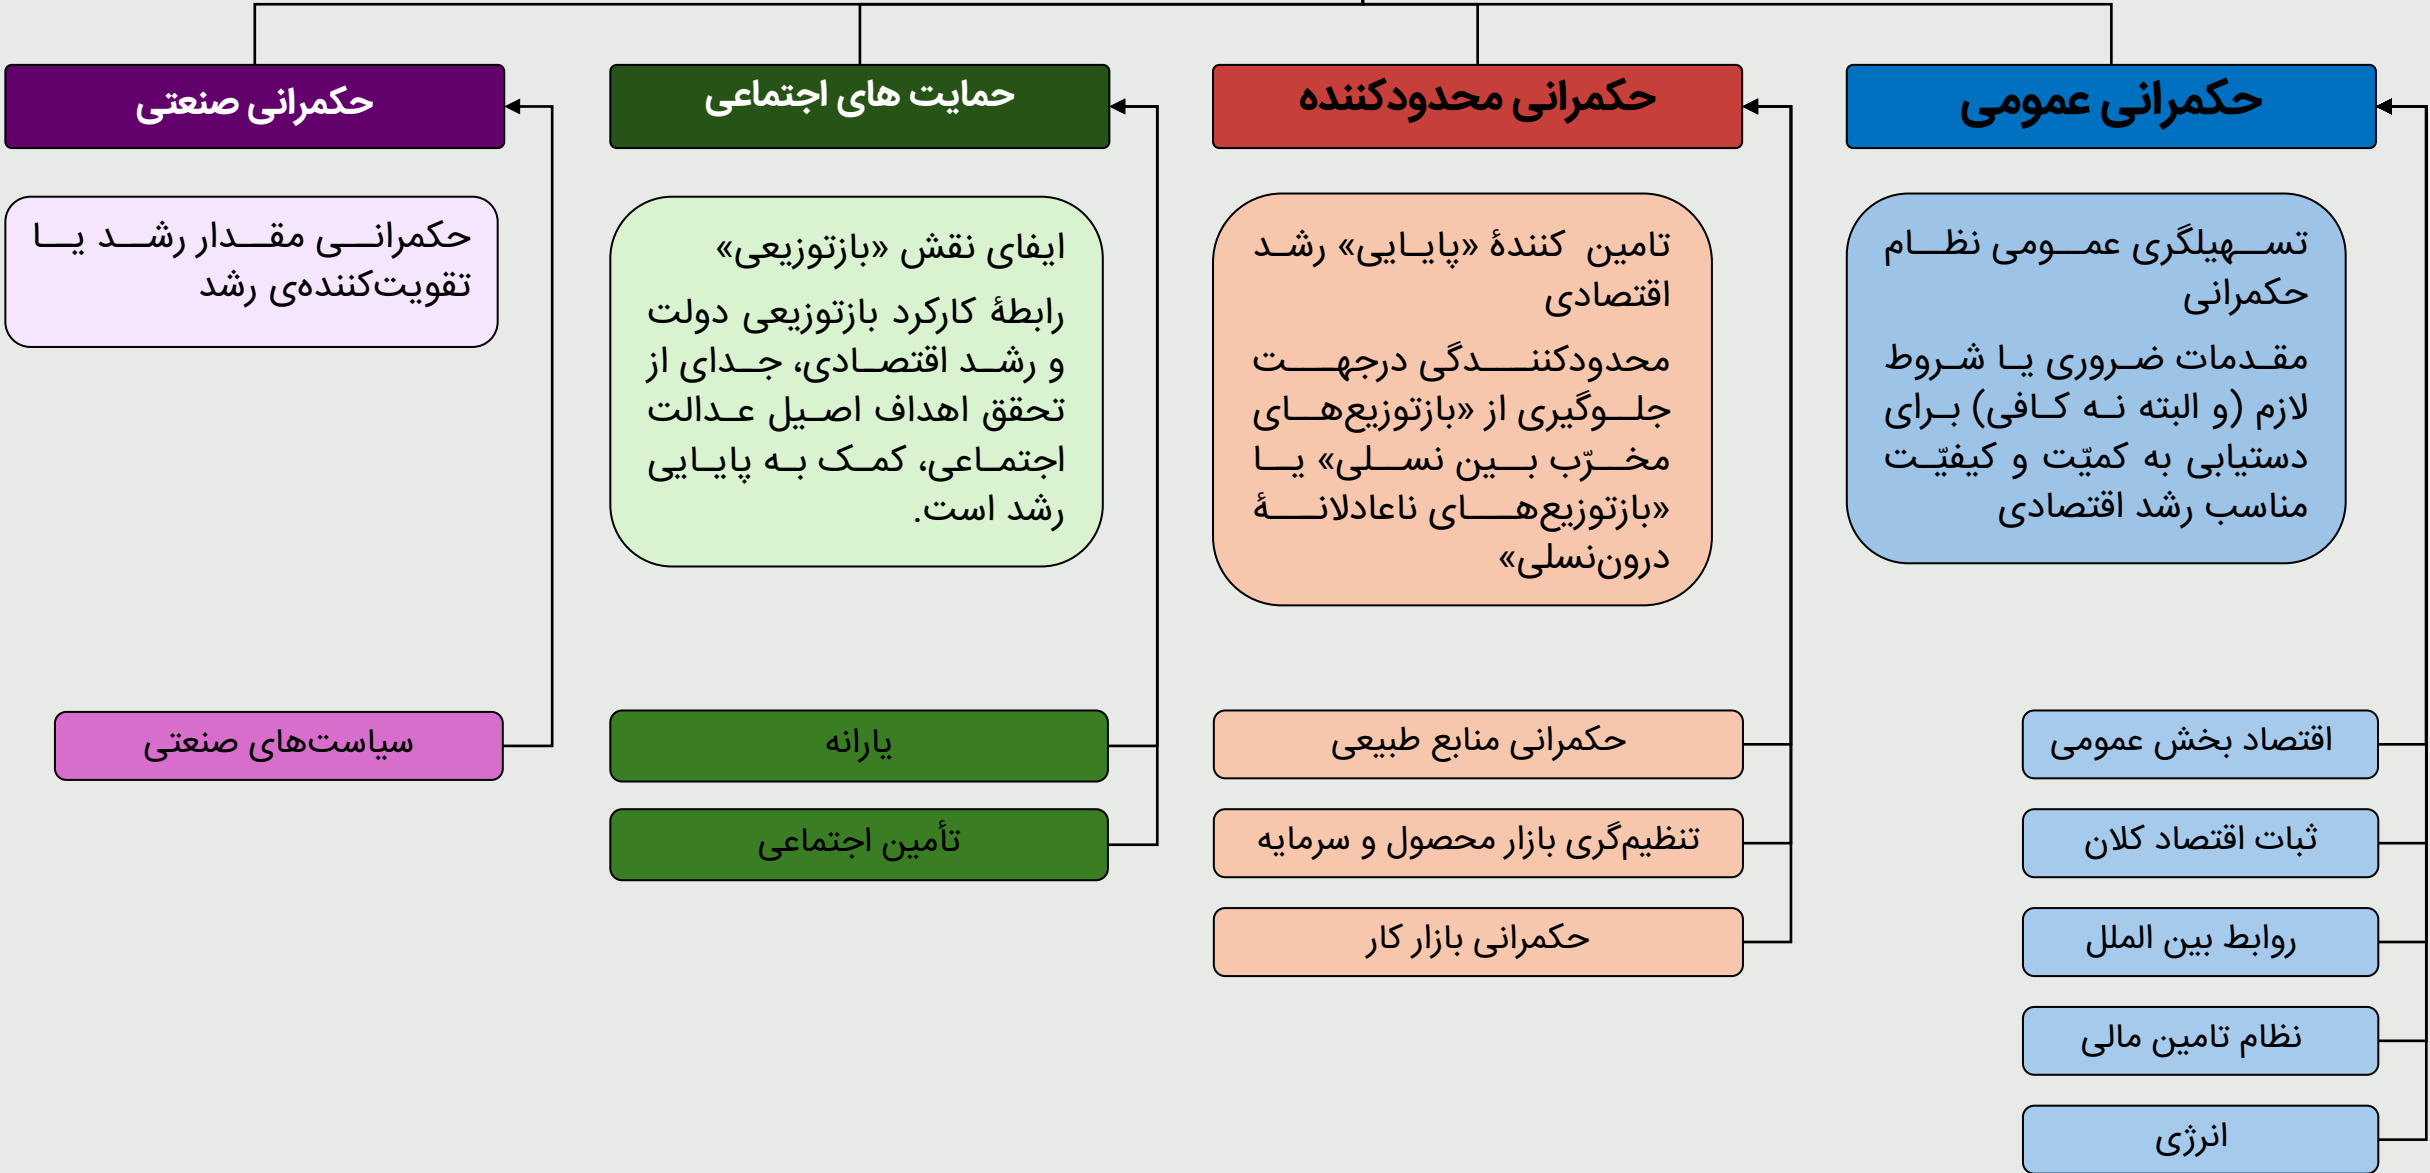 حکمرانی عمومی
تسهیلگری عمومی نظام
حکمرانی
مقدمات ضروری یا شروط
لازم (و البته نه کافی) برای
دستیابی به کمیّت و کیفیّت
مناسب رشد اقتصادی
اقتصاد بخش عمومی
ثبات اقتصاد کلان
روابط بین الملل
نظام تامین مالی
انرژی
حکمرانی محدودکننده
تامین کنندهٔ «پایایی» رشد
اقتصادی
محدودکنندگی درجهت
جلوگیری از «بازتوزیع‌های
مخرّب بین نسلی» یا
«بازتوزیع‌های ناعادلانهٔ
درون‌نسلی»
حکمرانی منابع طبیعی
تنظیم‌گری بازار محصول و سرمایه
حکمرانی بازار کار
حمایت های اجتماعی
ایفای نقش «بازتوزیعی»
رابطهٔ کارکرد بازتوزیعی دولت
و رشد اقتصادی، جدای از
تحقق اهداف اصیل عدالت
اجتماعی، کمک به پایایی
رشد است.
یارانه
تأمین اجتماعی
حکمرانی صنعتی
حکمرانی مقدار رشد یا
تقویت‌کننده‌ی رشد
سیاست‌های صنعتی